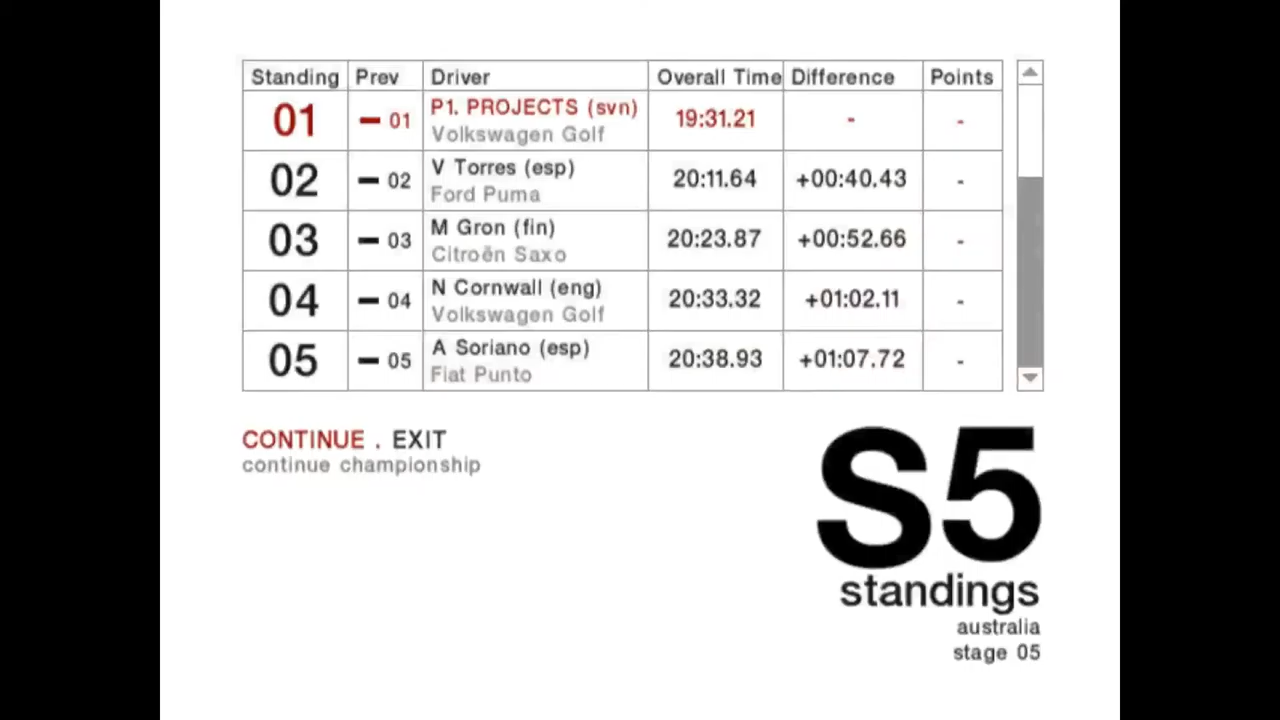 Standing Prev Driver Overall Time Difference Points
01 01 P1. PROJECTS (svn) 19:31.21 - -
Volkswagen Golf
02 02 V Torres (esp) 20:11.64 +00:40.43 -
Ford Puma
03 03 M Gron (fin) 20:23.87 +00:52.66 -
Citroën Saxo
04 04 N Cornwall (eng) 20:33.32 +01:02.11 -
Volkswagen Golf
05 05 A Soriano (esp) 20:38.93 +01:07.72 -
Fiat Punto
CONTINUE . EXIT
continue championship
S5
standings
australia
stage 05